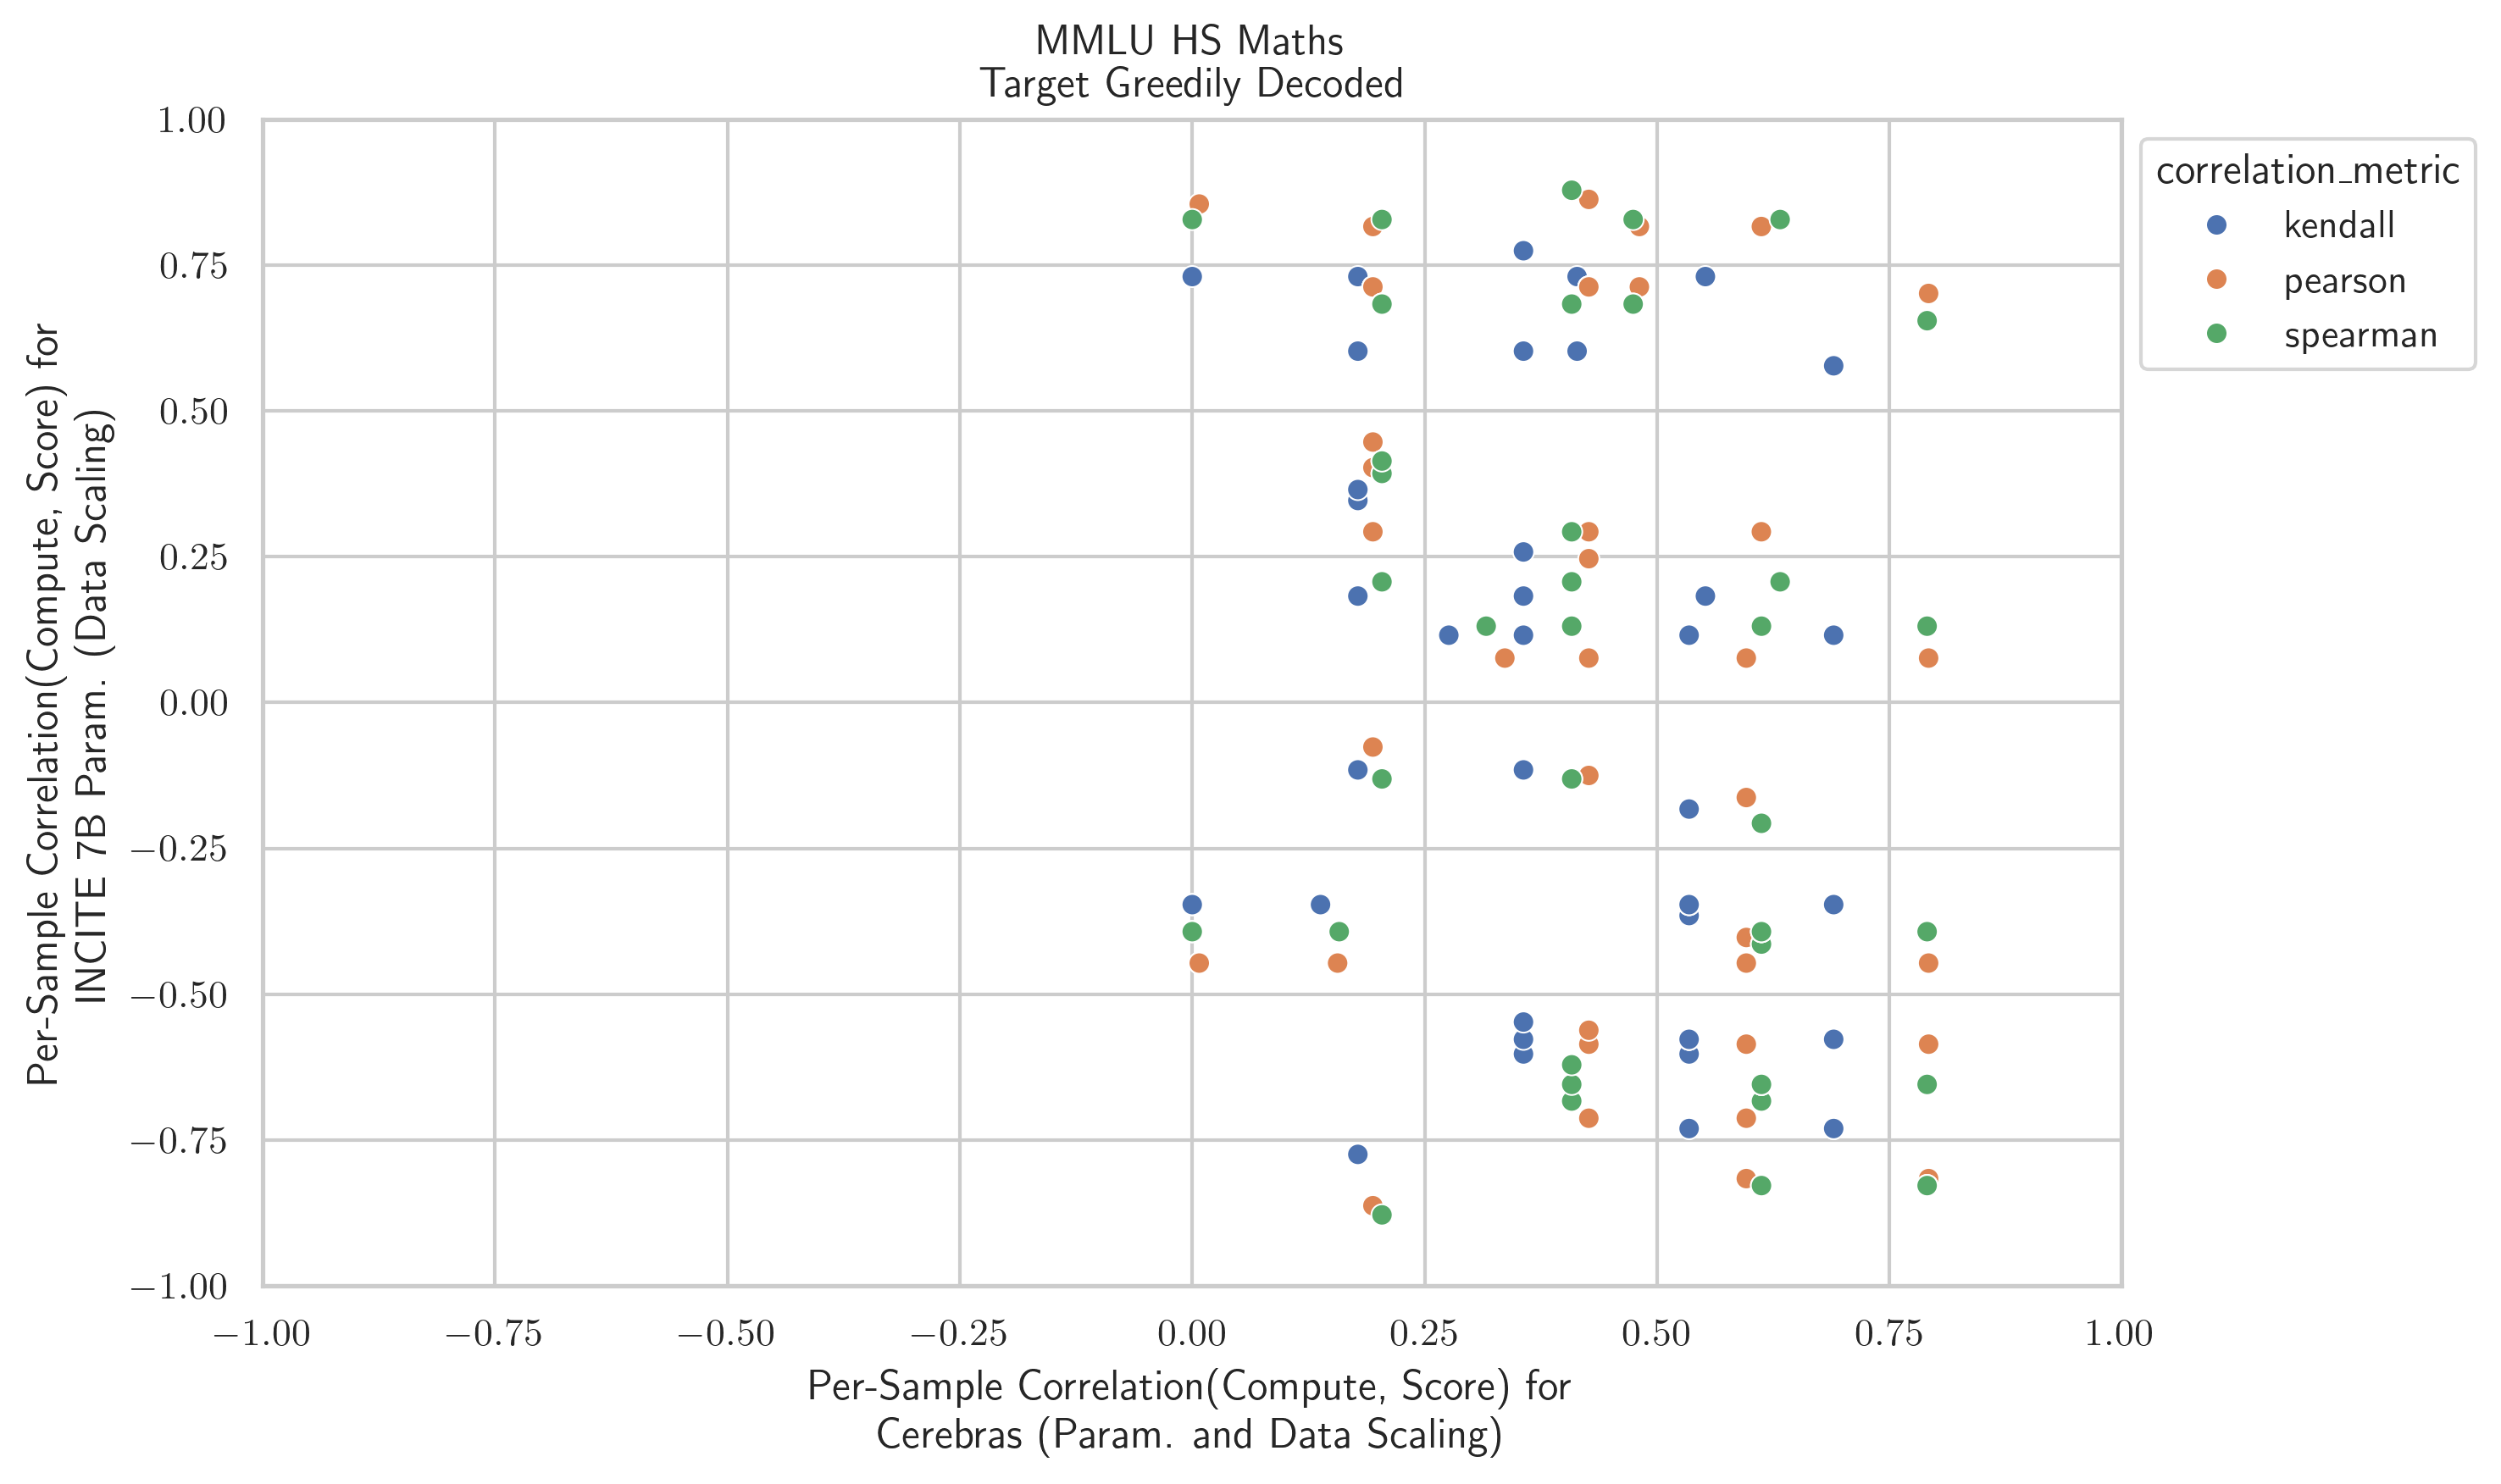 MMLU HS Maths
Target Greedily Decoded
1.00
0.75
0.50
0.25
0.00
−0.25
−0.50
−0.75
−1.00
Per-Sample Correlation(Compute, Score) for
INCITE 7B Param. (Data Scaling)
correlation_metric
kendall
pearson
spearman
−1.00 −0.75 −0.50 −0.25 0.00 0.25 0.50 0.75 1.00
Per-Sample Correlation(Compute, Score) for
Cerebras (Param. and Data Scaling)